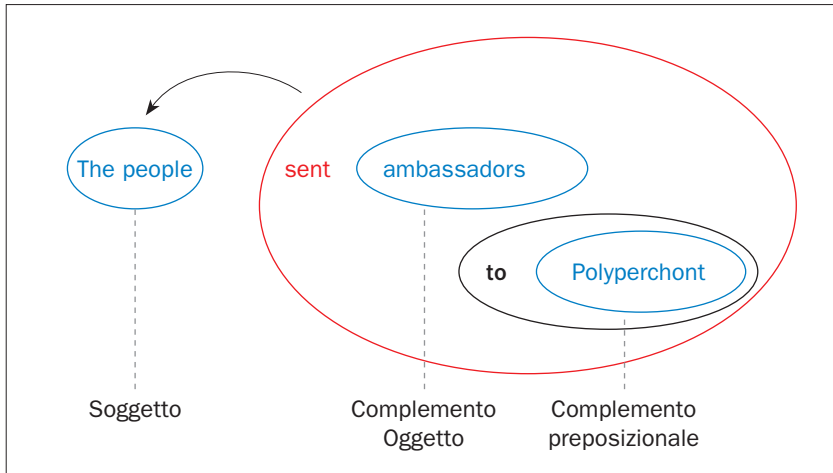 The people
sent
ambassadors
to
Polyperchont
Soggetto
Complemento
Oggetto
Complemento
preposizionale